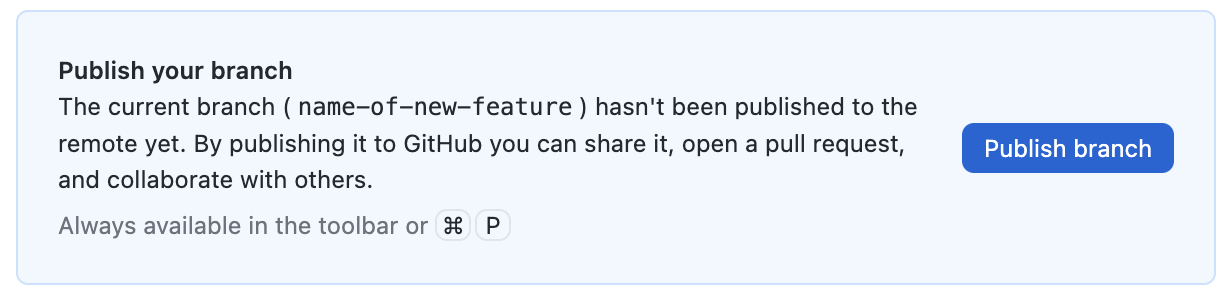 Publish your branch
The current branch ( name-of-new-feature ) hasn't been published to the
remote yet. By publishing it to GitHub you can share it, open a pull request,
and collaborate with others.
Publish branch
Always available in the toolbar or ⌘ P